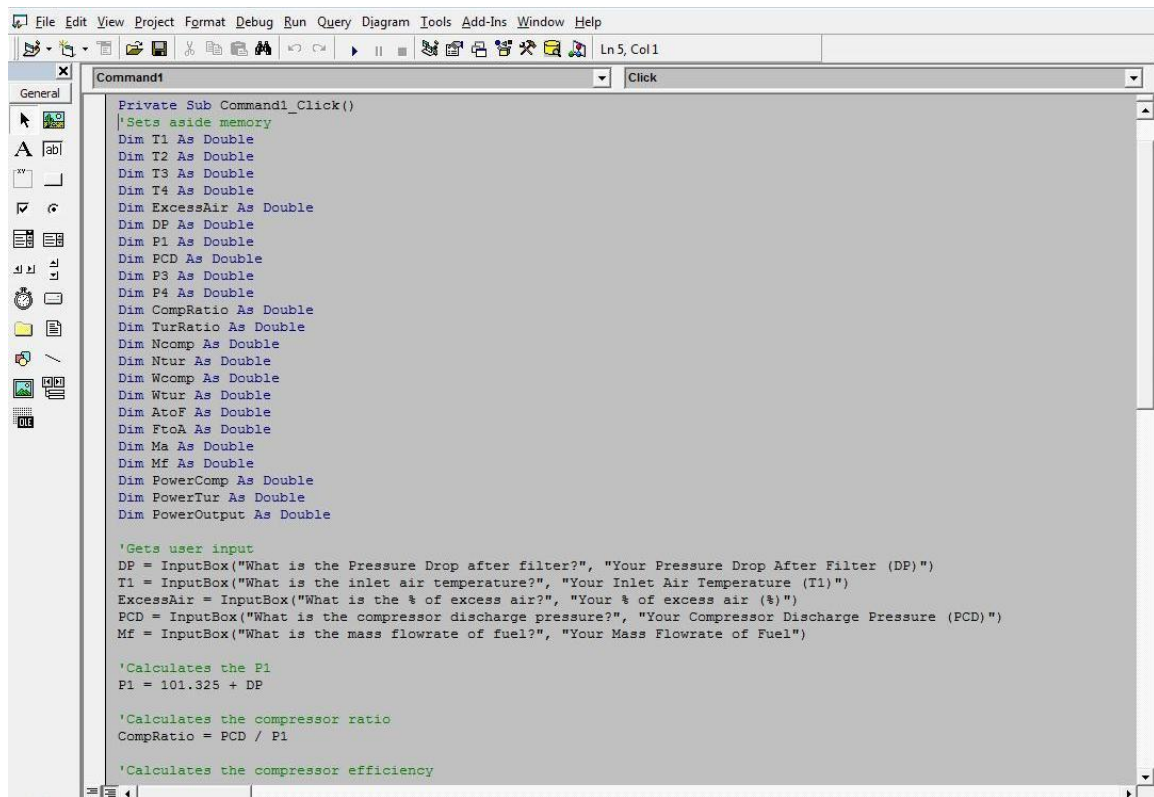 File Edit View Project Format Debug Run Query Diagram Tools Add-Ins Window Help
Ln 5, Col 1
Command1 Click
General
A ab
xy
OLE
Private Sub Command1_Click()
'Sets aside memory
Dim T1 As Double
Dim T2 As Double
Dim T3 As Double
Dim T4 As Double
Dim ExcessAir As Double
Dim DP As Double
Dim P1 As Double
Dim PCD As Double
Dim P3 As Double
Dim P4 As Double
Dim CompRatio As Double
Dim TurRatio As Double
Dim Ncomp As Double
Dim Ntur As Double
Dim Wcomp As Double
Dim Wtur As Double
Dim AtoF As Double
Dim FtoA As Double
Dim Ma As Double
Dim Mf As Double
Dim PowerComp As Double
Dim PowerTur As Double
Dim PowerOutput As Double
'Gets user input
DP = InputBox("What is the Pressure Drop after filter?", "Your Pressure Drop After Filter (DP)")
T1 = InputBox("What is the inlet air temperature?", "Your Inlet Air Temperature (T1)")
ExcessAir = InputBox("What is the % of excess air?", "Your % of excess air (%)")
PCD = InputBox("What is the compressor discharge pressure?", "Your Compressor Discharge Pressure (PCD)")
Mf = InputBox("What is the mass flowrate of fuel?", "Your Mass Flowrate of Fuel")
'Calculates the P1
P1 = 101.325 + DP
'Calculates the compressor ratio
CompRatio = PCD / P1
'Calculates the compressor efficiency